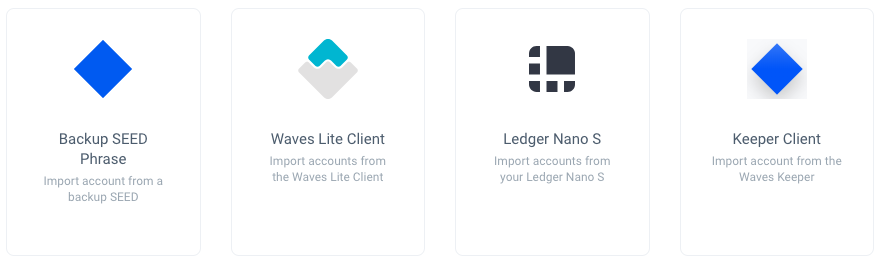 Backup SEED
Phrase
Import account from a
backup SEED
Waves Lite Client
Import accounts from
the Waves Lite Client
Ledger Nano S
Import accounts from
your Ledger Nano S
Keeper Client
Import account from the
Waves Keeper